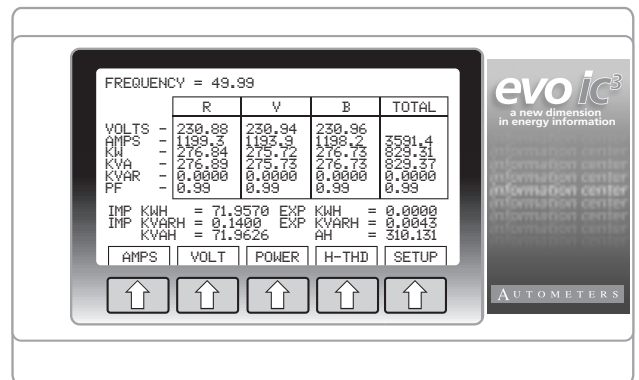 FREQUENCY = 49.99
R V B TOTAL
VOLTS - 230.88 230.94 230.96
AMPS - 1199.3 1193.9 1198.2 3591.4
KW - 276.84 275.72 276.73 829.31
KVA - 276.89 275.73 276.73 829.37
KVAR - 0.0000 0.0000 0.0000 0.0000
PF - 0.99 0.99 0.99 0.99
IMP KWH = 71.9570 EXP KWH = 0.0000
IMP KVARH = 0.1400 EXP KVARH = 0.0043
KVAH = 71.9626 AH = 310.131
AMPS VOLT POWER H-THD SETUP
evo ic3
a new dimension
in energy information
information center
AUTOMETERS